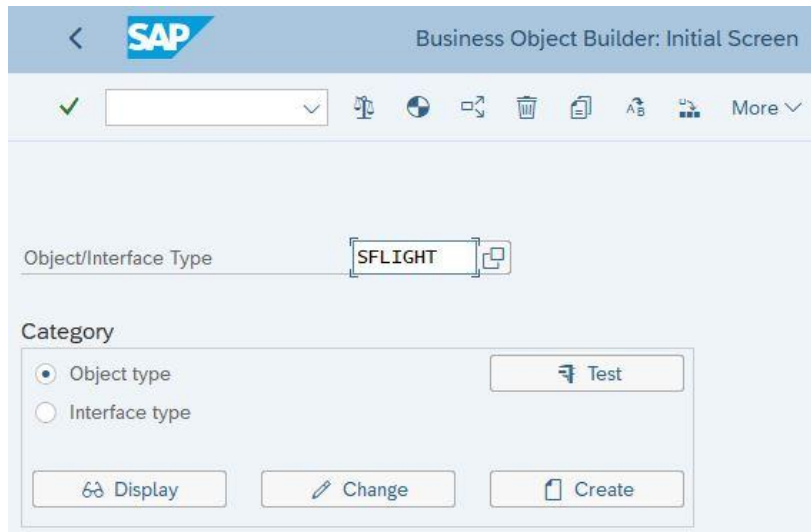 SAP Business Object Builder: Initial Screen
More
Object/Interface Type SFLIGHT
Category
Object type Test
Interface type
Display Change Create